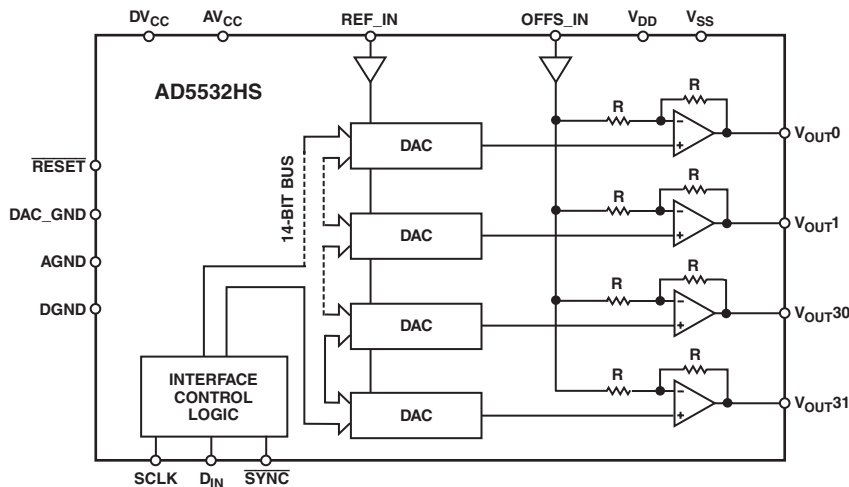 DVCC AVCC REF_IN OFFS_IN VDD VSS
AD5532HS
R
R
DAC
VOUT0
RESET
14-BIT BUS
DAC_GND
R
R
DAC
VOUT1
AGND
R
R
DGND
DAC
VOUT30
R
R
INTERFACE
CONTROL
LOGIC
DAC
VOUT31
SCLK DIN SYNC